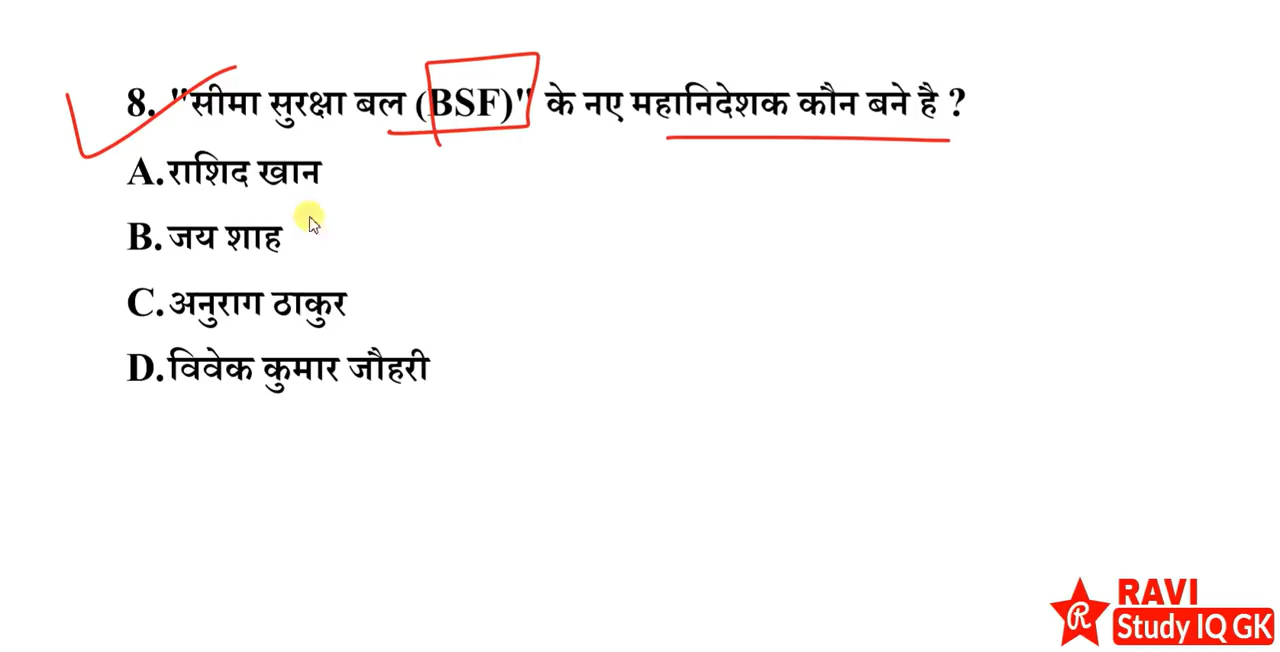 8. "सीमा सुरक्षा बल (BSF)" के नए महानिदेशक कौन बने है ?
A.राशिद खान
B.जय शाह
C.अनुराग ठाकुर
D.विवेक कुमार जौहरी
R
RAVI
Study IQ GK